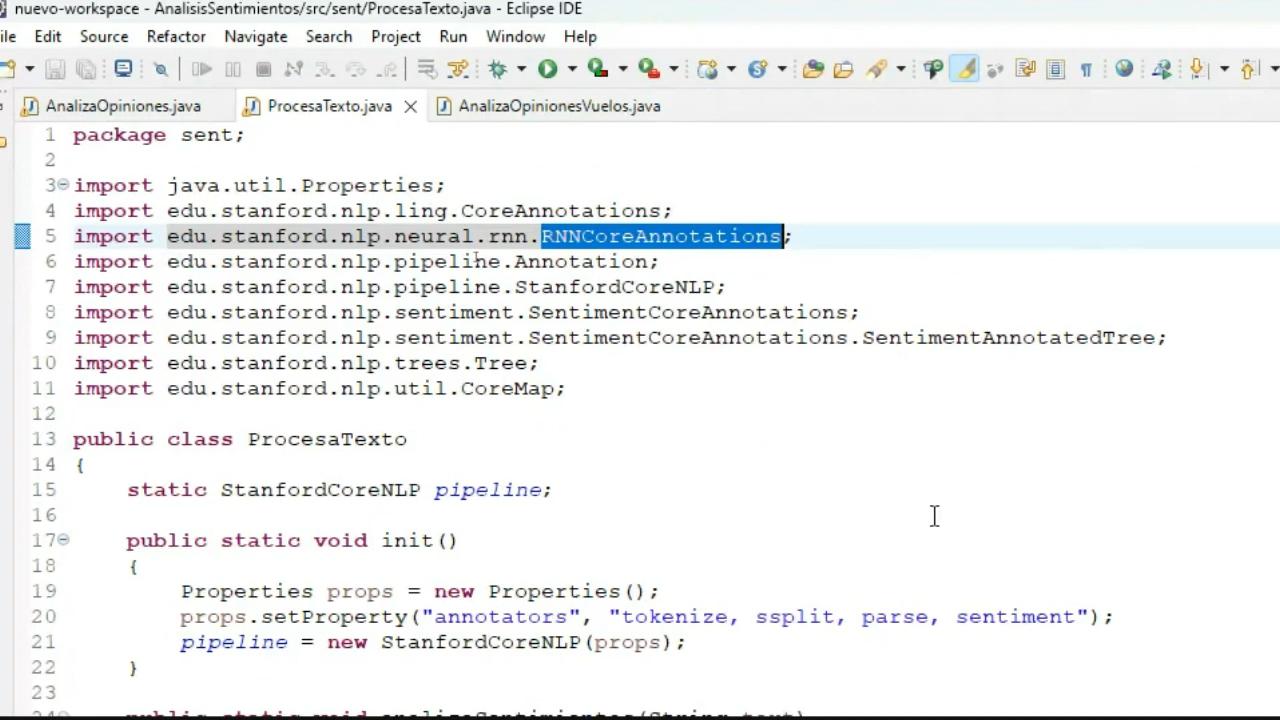 nuevo-workspace - AnalisisSentimientos/src/sent/ProcesaTexto.java - Eclipse IDE
ile Edit Source Refactor Navigate Search Project Run Window Help
AnalizaOpiniones.java ProcesaTexto.java AnalizaOpinionesVuelos.java
1 package sent;
2
3 import java.util.Properties;
4 import edu.stanford.nlp.ling.CoreAnnotations;
5 import edu.stanford.nlp.neural.rnn.RNNCoreAnnotations;
6 import edu.stanford.nlp.pipeline.Annotation;
7 import edu.stanford.nlp.pipeline.StanfordCoreNLP;
8 import edu.stanford.nlp.sentiment.SentimentCoreAnnotations;
9 import edu.stanford.nlp.sentiment.SentimentCoreAnnotations.SentimentAnnotatedTree;
10 import edu.stanford.nlp.trees.Tree;
11 import edu.stanford.nlp.util.CoreMap;
12
13 public class ProcesaTexto
14 {
15 static StanfordCoreNLP pipeline;
16
17 public static void init()
18 {
19 Properties props = new Properties();
20 props.setProperty("annotators", "tokenize, ssplit, parse, sentiment");
21 pipeline = new StanfordCoreNLP(props);
22 }
23